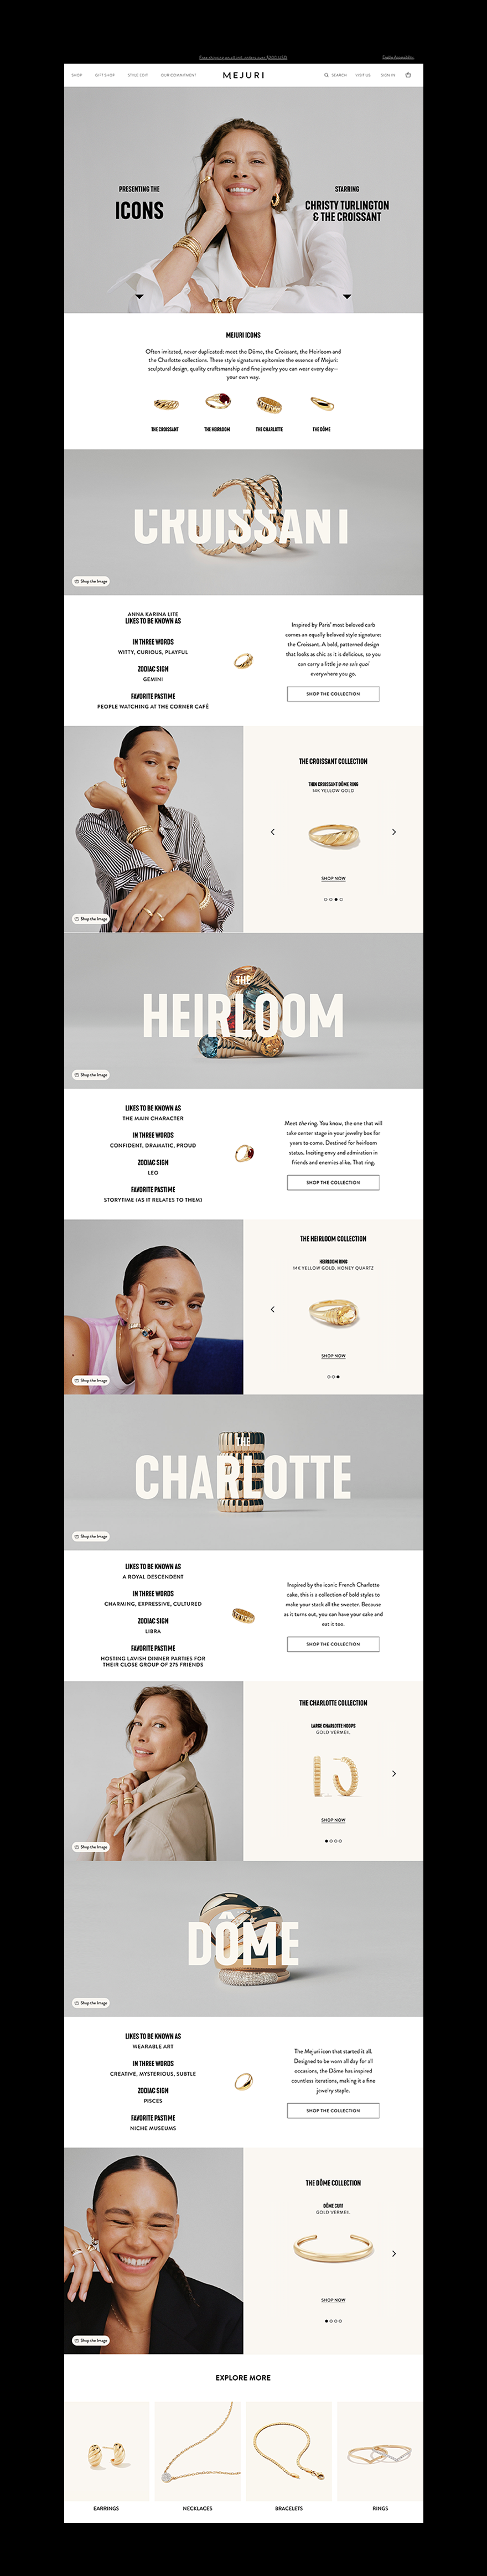 Free shipping on all intl. orders over $200 USD
Enable Accessibility
SHOP
GIFT SHOP
STYLE EDIT
OUR COMMITMENT
MEJURI
SEARCH
VISIT US
SIGN IN
PRESENTING THE
ICONS
STARRING
CHRISTY TURLINGTON
& THE CROISSANT
MEJURI ICONS
Often imitated, never duplicated: meet the Dôme, the Croissant, the Heirloom and
the Charlotte collections. These style signatures epitomize the essence of Mejuri:
sculptural design, quality craftsmanship and fine jewelry you can wear every day—
your own way.
THE CROISSANT
THE HEIRLOOM
THE CHARLOTTE
THE DÔME
CROISSANT
Shop the Image
ANNA KARINA LITE
LIKES TO BE KNOWN AS
IN THREE WORDS
WITTY, CURIOUS, PLAYFUL
ZODIAC SIGN
GEMINI
FAVORITE PASTIME
PEOPLE WATCHING AT THE CORNER CAFÉ
Inspired by Paris' most beloved carb
comes an equally beloved style signature:
the Croissant. A bold, patterned design
that looks as chic as it is delicious, so you
can carry a little je ne sais quoi
everywhere you go.
SHOP THE COLLECTION
Shop the Image
THE CROISSANT COLLECTION
THIN CROISSANT DÔME RING
14K YELLOW GOLD
SHOP NOW
THE
HEIRLOOM
Shop the Image
LIKES TO BE KNOWN AS
THE MAIN CHARACTER
IN THREE WORDS
CONFIDENT, DRAMATIC, PROUD
ZODIAC SIGN
LEO
FAVORITE PASTIME
STORYTIME (AS IT RELATES TO THEM)
Meet the ring. You know, the one that will
take center stage in your jewelry box for
years to come. Destined for heirloom
status. Inciting envy and admiration in
friends and enemies alike. That ring.
SHOP THE COLLECTION
Shop the Image
THE HEIRLOOM COLLECTION
HEIRLOOM RING
14K YELLOW GOLD, HONEY QUARTZ
SHOP NOW
THE
CHARLOTTE
Shop the Image
LIKES TO BE KNOWN AS
A ROYAL DESCENDENT
IN THREE WORDS
CHARMING, EXPRESSIVE, CULTURED
ZODIAC SIGN
LIBRA
FAVORITE PASTIME
HOSTING LAVISH DINNER PARTIES FOR
THEIR CLOSE GROUP OF 275 FRIENDS
Inspired by the iconic French Charlotte
cake, this is a collection of bold styles to
make your stack all the sweeter. Because
as it turns out, you can have your cake and
eat it too.
SHOP THE COLLECTION
Shop the Image
THE CHARLOTTE COLLECTION
LARGE CHARLOTTE HOOPS
GOLD VERMEIL
SHOP NOW
DÔME
Shop the Image
LIKES TO BE KNOWN AS
WEARABLE ART
IN THREE WORDS
CREATIVE, MYSTERIOUS, SUBTLE
ZODIAC SIGN
PISCES
FAVORITE PASTIME
NICHE MUSEUMS
The Mejuri icon that started it all.
Designed to be worn all day for all
occasions, the Dôme has inspired
countless iterations, making it a fine
jewelry staple.
SHOP THE COLLECTION
Shop the Image
THE DÔME COLLECTION
DÔME CUFF
GOLD VERMEIL
SHOP NOW
EXPLORE MORE
EARRINGS
NECKLACES
BRACELETS
RINGS